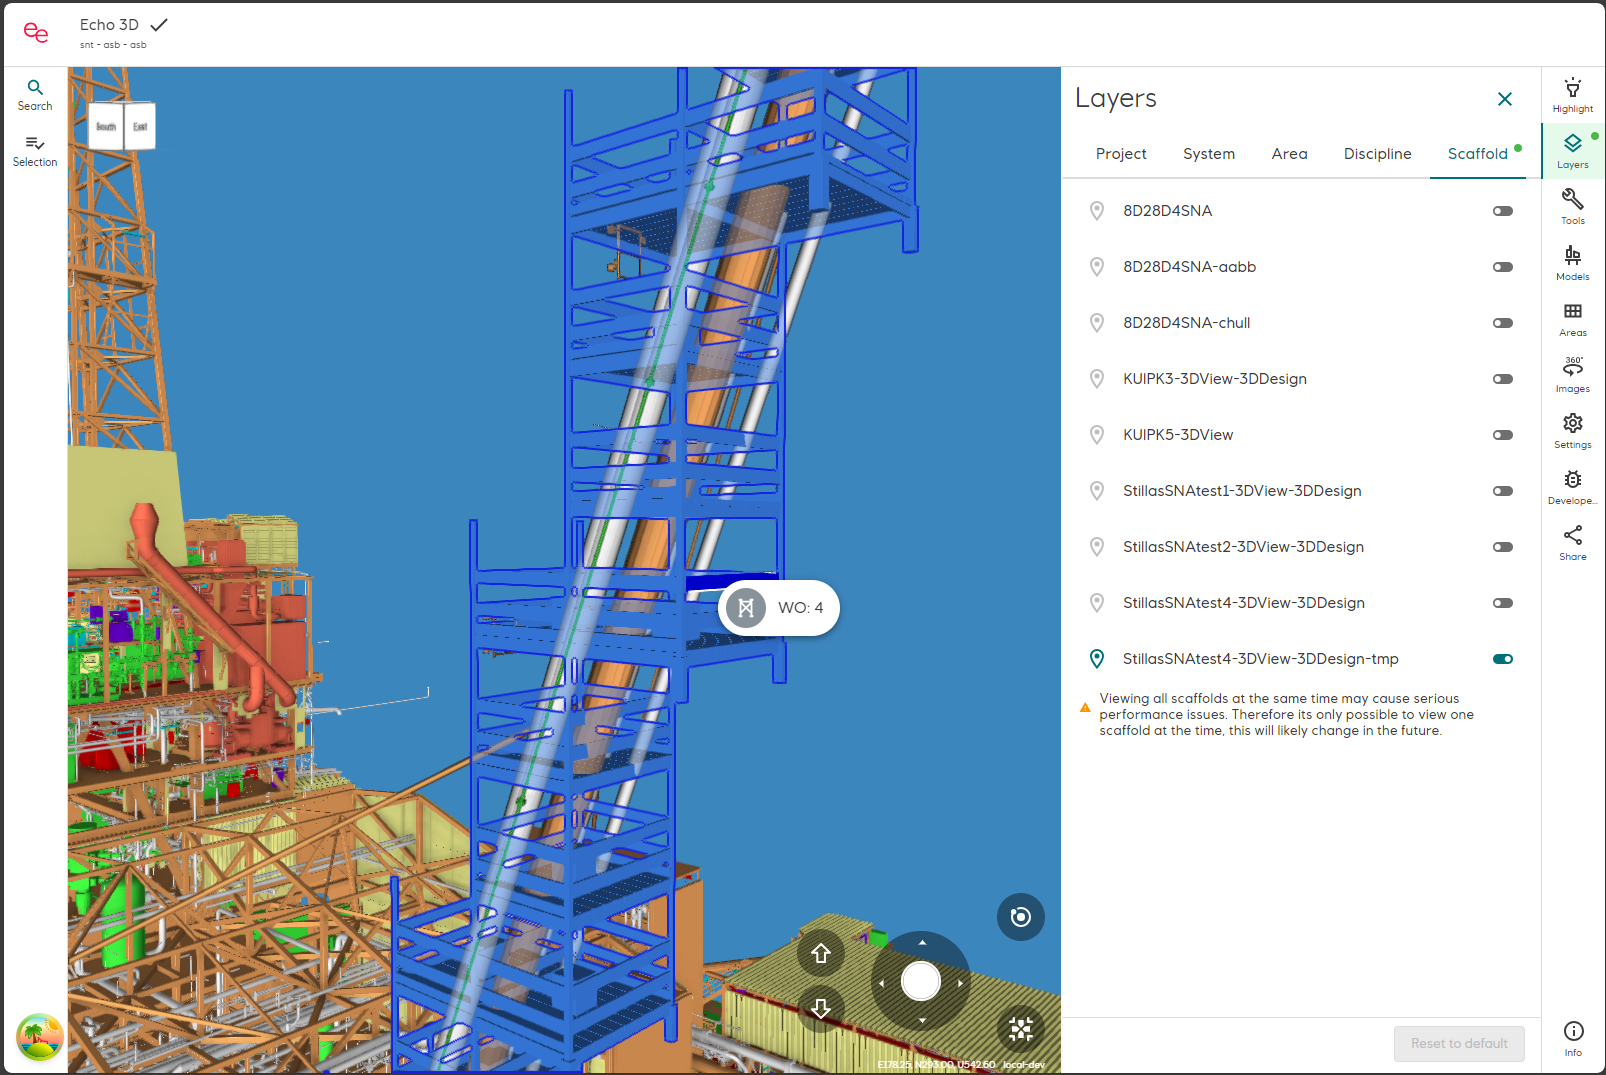 Echo 3D
snt - asb - asb
Search
Selection
South
East
WO: 4
E178.25, N293.00, U542.60
local-dev
Layers
Project
System
Area
Discipline
Scaffold
8D28D4SNA
8D28D4SNA-aabb
8D28D4SNA-chull
KUIPK3-3DView-3DDesign
KUIPK5-3DView
StillasSNAtest1-3DView-3DDesign
StillasSNAtest2-3DView-3DDesign
StillasSNAtest4-3DView-3DDesign
StillasSNAtest4-3DView-3DDesign-tmp
Viewing all scaffolds at the same time may cause serious
performance issues. Therefore its only possible to view one
scaffold at the time, this will likely change in the future.
Reset to default
Highlight
Layers
Tools
Models
Areas
360°
Images
Settings
Develope...
Share
Info